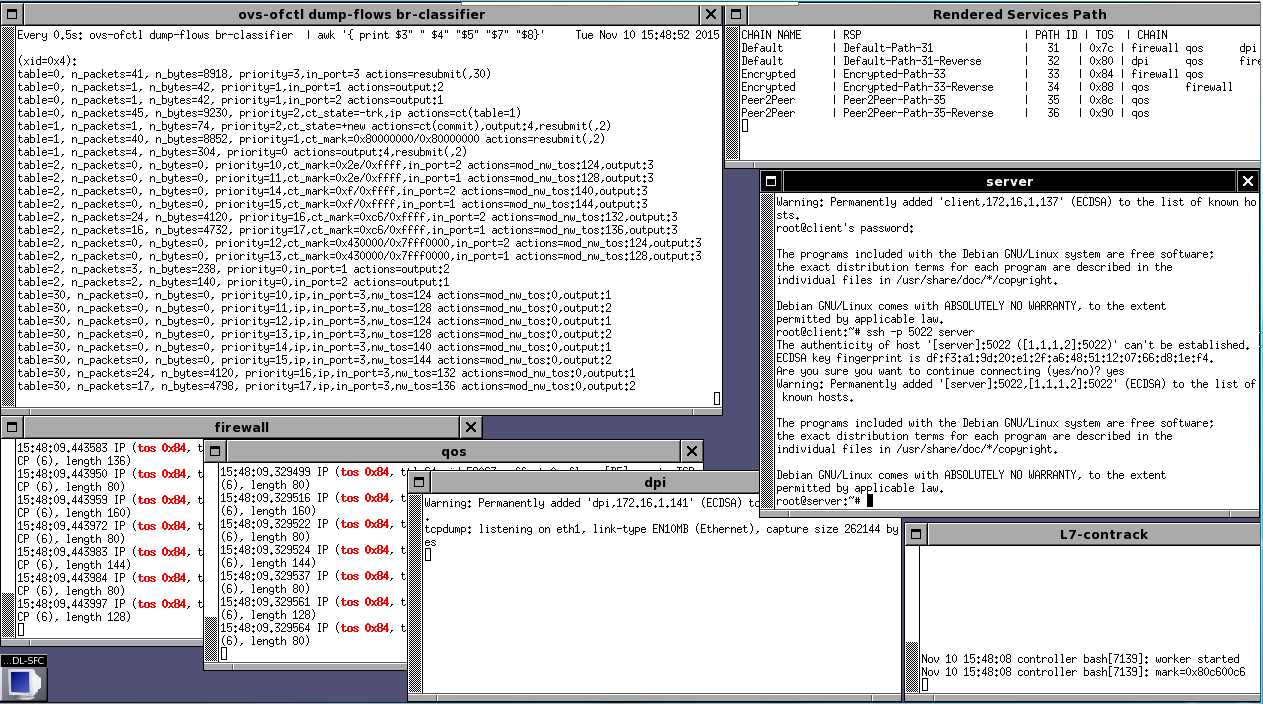 ovs-ofctl dump-flows br-classifier
Every 0.5s: ovs-ofctl dump-flows br-classifier  | awk '{ print $3" " $4" "$5" "$7" "$8}'    Tue Nov 10 15:48:52 2015
(xid=0x4):
table=0, n_packets=41, n_bytes=8918, priority=3,in_port=3 actions=resubmit(,30)
table=0, n_packets=1, n_bytes=42, priority=1,in_port=1 actions=output:2
table=0, n_packets=1, n_bytes=42, priority=1,in_port=2 actions=output:1
table=0, n_packets=45, n_bytes=9230, priority=2,ct_state=-trk,ip actions=ct(table=1)
table=1, n_packets=1, n_bytes=74, priority=2,ct_state=+new actions=ct(commit),output:4,resubmit(,2)
table=1, n_packets=40, n_bytes=8852, priority=1,ct_mark=0x80000000/0x80000000 actions=resubmit(,2)
table=1, n_packets=4, n_bytes=304, priority=0 actions=output:4,resubmit(,2)
table=2, n_packets=0, n_bytes=0, priority=10,ct_mark=0x2e/0xffff,in_port=2 actions=mod_nw_tos:124,output:3
table=2, n_packets=0, n_bytes=0, priority=11,ct_mark=0x2e/0xffff,in_port=1 actions=mod_nw_tos:128,output:3
table=2, n_packets=0, n_bytes=0, priority=14,ct_mark=0xf/0xffff,in_port=2 actions=mod_nw_tos:140,output:3
table=2, n_packets=0, n_bytes=0, priority=15,ct_mark=0xf/0xffff,in_port=1 actions=mod_nw_tos:144,output:3
table=2, n_packets=24, n_bytes=4120, priority=16,ct_mark=0xc6/0xffff,in_port=2 actions=mod_nw_tos:132,output:3
table=2, n_packets=16, n_bytes=4732, priority=17,ct_mark=0xc6/0xffff,in_port=1 actions=mod_nw_tos:136,output:3
table=2, n_packets=0, n_bytes=0, priority=12,ct_mark=0x430000/0x7fff0000,in_port=2 actions=mod_nw_tos:124,output:3
table=2, n_packets=0, n_bytes=0, priority=13,ct_mark=0x430000/0x7fff0000,in_port=1 actions=mod_nw_tos:128,output:3
table=2, n_packets=3, n_bytes=238, priority=0,in_port=1 actions=output:2
table=2, n_packets=2, n_bytes=140, priority=0,in_port=2 actions=output:1
table=30, n_packets=0, n_bytes=0, priority=10,ip,in_port=3,nw_tos=124 actions=mod_nw_tos:0,output:1
table=30, n_packets=0, n_bytes=0, priority=11,ip,in_port=3,nw_tos=128 actions=mod_nw_tos:0,output:2
table=30, n_packets=0, n_bytes=0, priority=12,ip,in_port=3,nw_tos=124 actions=mod_nw_tos:0,output:1
table=30, n_packets=0, n_bytes=0, priority=13,ip,in_port=3,nw_tos=128 actions=mod_nw_tos:0,output:2
table=30, n_packets=0, n_bytes=0, priority=14,ip,in_port=3,nw_tos=140 actions=mod_nw_tos:0,output:1
table=30, n_packets=0, n_bytes=0, priority=15,ip,in_port=3,nw_tos=144 actions=mod_nw_tos:0,output:2
table=30, n_packets=24, n_bytes=4120, priority=16,ip,in_port=3,nw_tos=132 actions=mod_nw_tos:0,output:1
table=30, n_packets=17, n_bytes=4798, priority=17,ip,in_port=3,nw_tos=136 actions=mod_nw_tos:0,output:2
Rendered Services Path
CHAIN NAME | RSP | PATH ID | TOS | CHAIN
Default | Default-Path-31 | 31 | 0x7c | firewall qos dpi
Default | Default-Path-31-Reverse | 32 | 0x80 | dpi qos fire
Encrypted | Encrypted-Path-33 | 33 | 0x84 | firewall qos
Encrypted | Encrypted-Path-33-Reverse | 34 | 0x88 | qos firewall
Peer2Peer | Peer2Peer-Path-35 | 35 | 0x8c | qos
Peer2Peer | Peer2Peer-Path-35-Reverse | 36 | 0x90 | qos
server
Warning: Permanently added 'client,172.16.1.137' (ECDSA) to the list of known ho
sts.
root@client's password:
The programs included with the Debian GNU/Linux system are free software;
the exact distribution terms for each program are described in the
individual files in /usr/share/doc/*/copyright.
Debian GNU/Linux comes with ABSOLUTELY NO WARRANTY, to the extent
permitted by applicable law.
root@client:~# ssh -p 5022 server
The authenticity of host '[server]:5022 ([1.1.1.2]:5022)' can't be established.
ECDSA key fingerprint is df:f3:a1:9d:20:e1:2f:a6:48:51:12:07:66:d8:1e:f4.
Are you sure you want to continue connecting (yes/no)? yes
Warning: Permanently added '[server]:5022,[1.1.1.2]:5022' (ECDSA) to the list of
known hosts.
The programs included with the Debian GNU/Linux system are free software;
the exact distribution terms for each program are described in the
individual files in /usr/share/doc/*/copyright.
Debian GNU/Linux comes with ABSOLUTELY NO WARRANTY, to the extent
permitted by applicable law.
root@server:~#
firewall
15:48:09.443583 IP (tos 0x84, t
CP (6), length 136)
15:48:09.443950 IP (tos 0x84, t
CP (6), length 80)
15:48:09.443959 IP (tos 0x84, t
CP (6), length 160)
15:48:09.443972 IP (tos 0x84, t
CP (6), length 80)
15:48:09.443983 IP (tos 0x84, t
CP (6), length 144)
15:48:09.443984 IP (tos 0x84, t
CP (6), length 80)
15:48:09.443997 IP (tos 0x84, t
CP (6), length 128)
qos
15:48:09.329499 IP (tos 0x84, t
(6), length 80)
15:48:09.329516 IP (tos 0x84, t
(6), length 160)
15:48:09.329522 IP (tos 0x84, t
(6), length 80)
15:48:09.329524 IP (tos 0x84, t
(6), length 144)
15:48:09.329537 IP (tos 0x84, t
(6), length 80)
15:48:09.329561 IP (tos 0x84, t
(6), length 128)
15:48:09.329564 IP (tos 0x84, t
(6), length 80)
dpi
Warning: Permanently added 'dpi,172.16.1.141' (ECDSA) to
.
tcpdump: listening on eth1, link-type EN10MB (Ethernet), capture size 262144 by
es
L7-contrack
Nov 10 15:48:08 controller bash[7139]: worker started
Nov 10 15:48:08 controller bash[7139]: mark=0x80c600c6
...DL-SFC